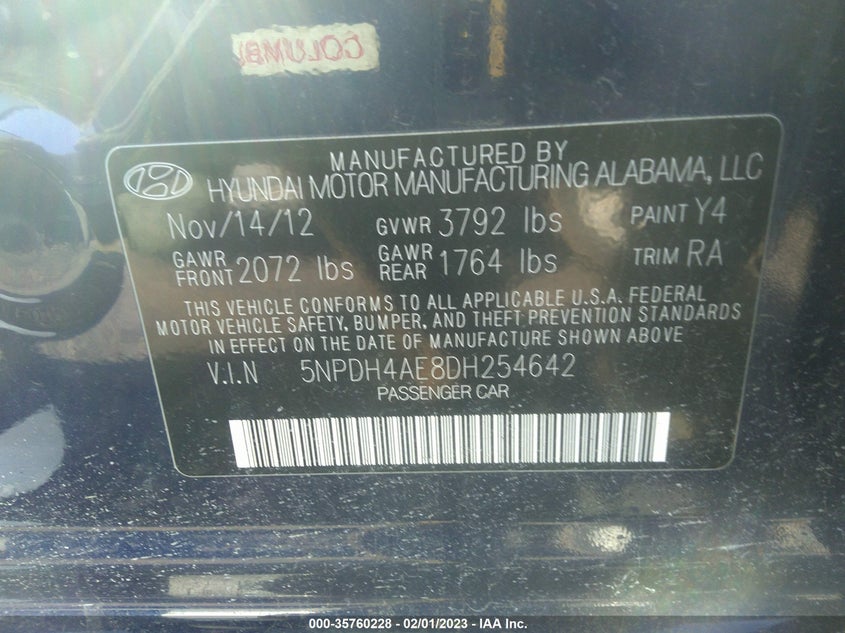 COLUMB
MANUFACTURED BY
HYUNDAI MOTOR MANUFACTURING ALABAMA, LLC
Nov/14/12 GVWR 3792 lbs PAINT Y4
GAWR FRONT 2072 lbs GAWR REAR 1764 lbs TRIM RA
THIS VEHICLE CONFORMS TO ALL APPLICABLE U.S.A. FEDERAL
MOTOR VEHICLE SAFETY, BUMPER, AND THEFT PREVENTION STANDARDS
IN EFFECT ON THE DATE OF MANUFACTURE SHOWN ABOVE
V.I.N 5NPDH4AE8DH254642
PASSENGER CAR
000-35760228 - 02/01/2023 - IAA Inc.